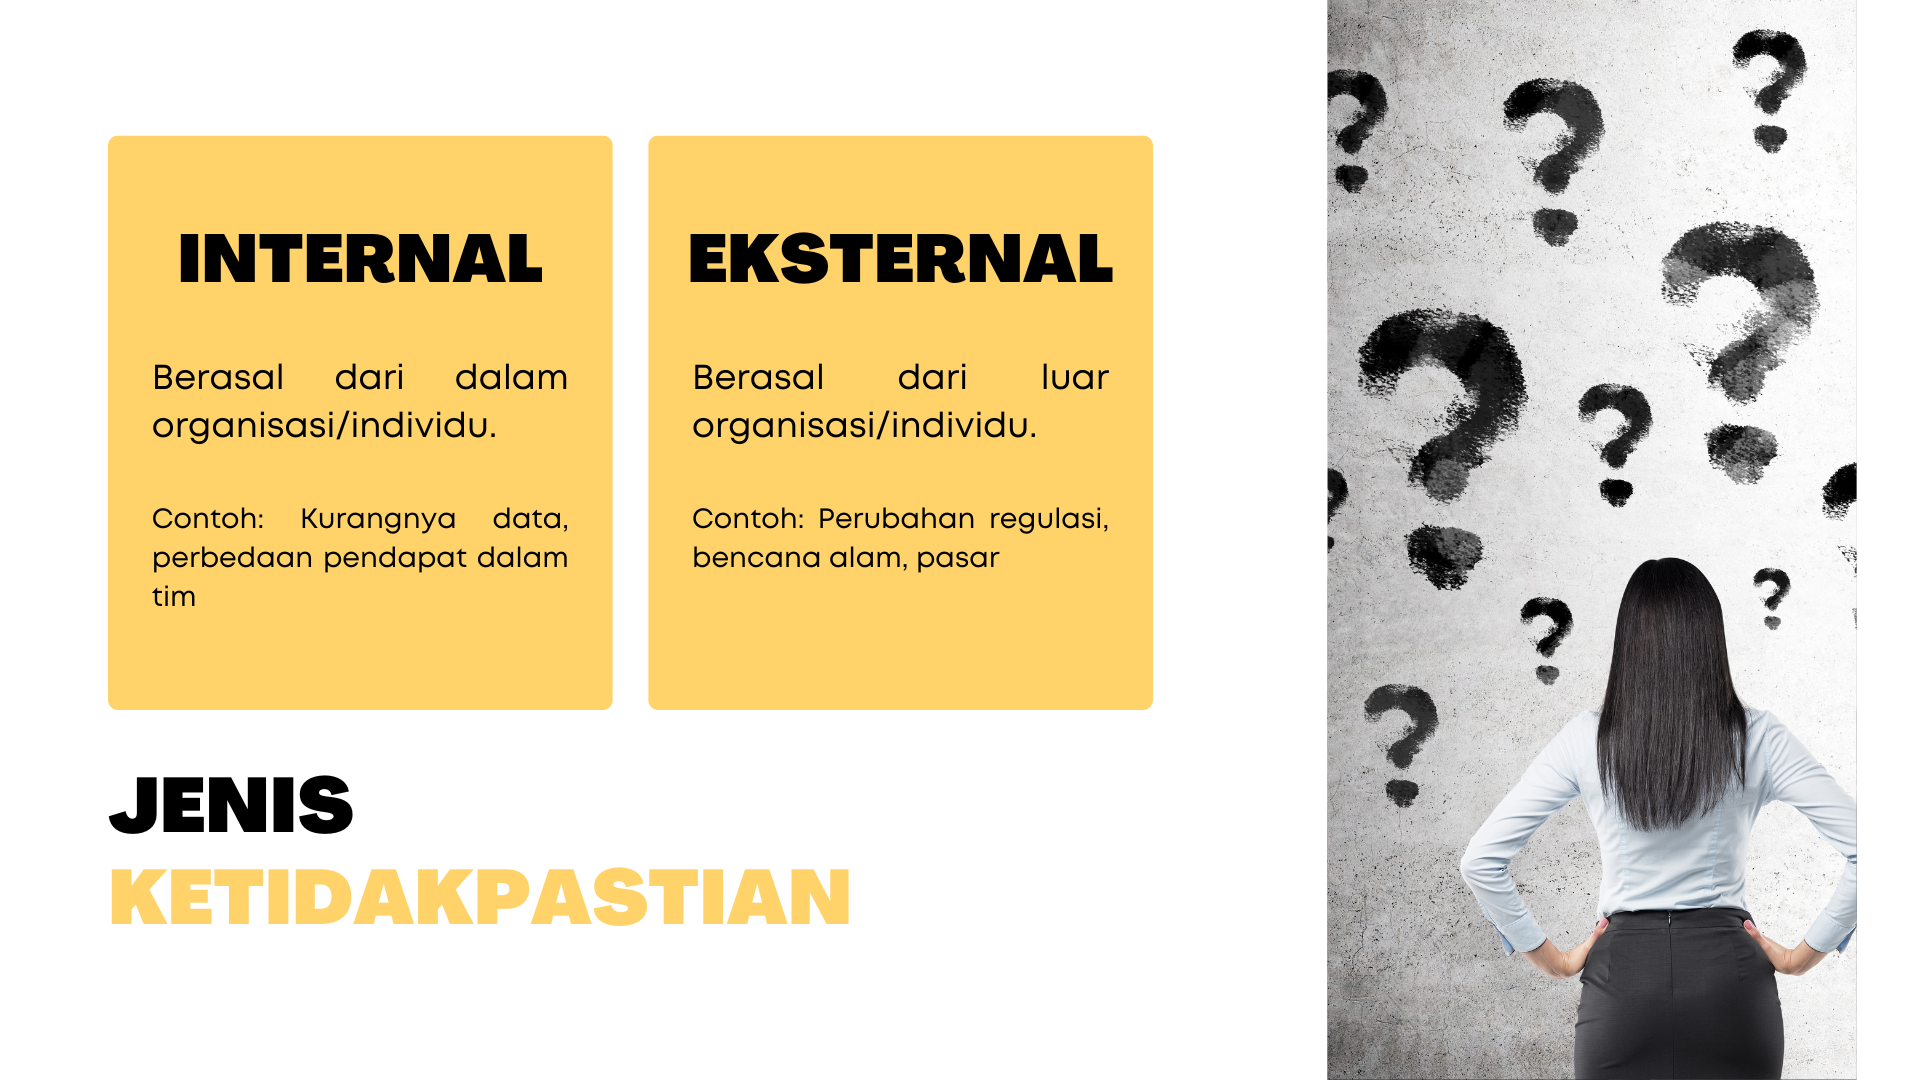 INTERNAL
Berasal dari dalam
organisasi/individu.
Contoh: Kurangnya data,
perbedaan pendapat dalam
tim
EKSTERNAL
Berasal dari luar
organisasi/individu.
Contoh: Perubahan regulasi,
bencana alam, pasar
JENIS
KETIDAKPASTIAN